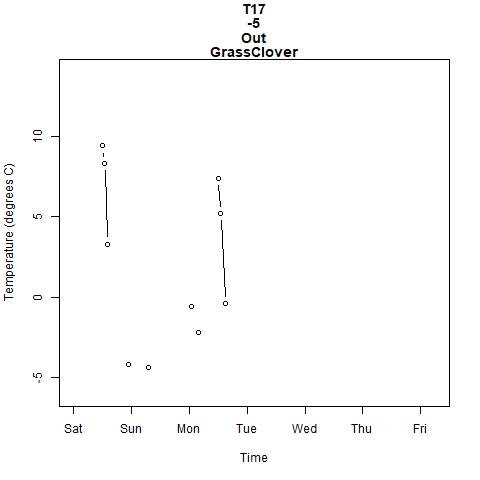 T17
-5
Out
GrassClover
Temperature (degrees C)
10
5
0
-5
Sat Sun Mon Tue Wed Thu Fri
Time